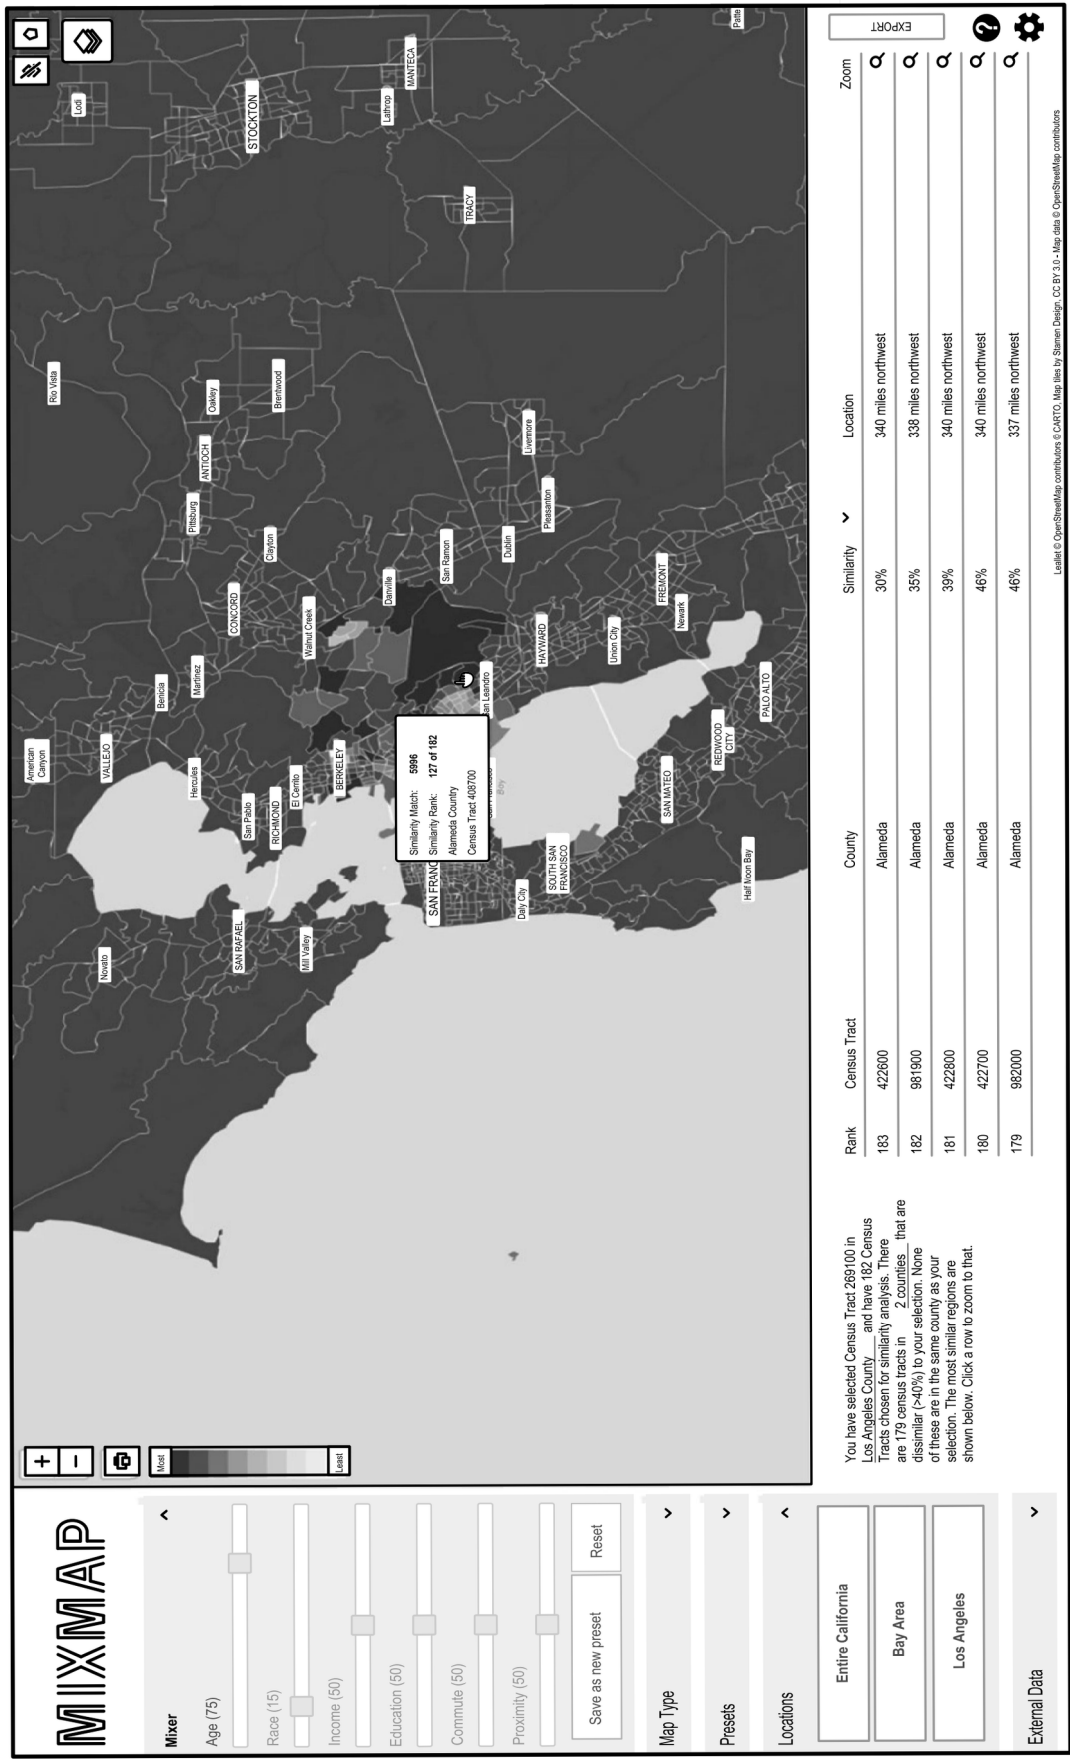 MIXMAP
Mixer
Age (75)
Race (15)
Income (50)
Education (50)
Commute (50)
Proximity (50)
Save as new preset
Reset
Map Type
Presets
Locations
Entire California
Bay Area
Los Angeles
External Data
+
−
Most
Least
American
Canyon
Rio Vista
Lodi
Novato
VALLEJO
Benicia
Hercules
Martinez
Pittsburg
ANTIOCH
Oakley
STOCKTON
SAN RAFAEL
San Pablo
RICHMOND
El Cerrito
CONCORD
Clayton
Brentwood
Mill Valley
BERKELEY
Walnut Creek
Danville
Lathrop
MANTECA
SAN FRANC
Similarity Match: 5996
Similarity Rank: 127 of 182
Alameda Country
Census Tract 408700
San Ramon
TRACY
an Leandro
Bay
Daly City
Dublin
Livermore
Pleasanton
SOUTH SAN
FRANCISCO
HAYWARD
Union City
SAN MATEO
FREMONT
Newark
REDWOOD
CITY
Half Moon Bay
PALO ALTO
Patte
You have selected Census Tract 269100 in
Los Angeles County and have 182 Census
Tracts chosen for similarity analysis. There
are 179 census tracts in 2 counties that are
dissimilar (>40%) to your selection. None
of these are in the same county as your
selection. The most similar regions are
shown below. Click a row to zoom to that.
EXPORT
?
Rank Census Tract County Similarity Location Zoom
183 422600 Alameda 30% 340 miles northwest
182 981900 Alameda 35% 338 miles northwest
181 422800 Alameda 39% 340 miles northwest
180 422700 Alameda 46% 340 miles northwest
179 982000 Alameda 46% 337 miles northwest
Leaflet © OpenStreetMap contributors © CARTO, Map tiles by Stamen Design, CC BY 3.0 - Map data © OpenStreetMap contributors